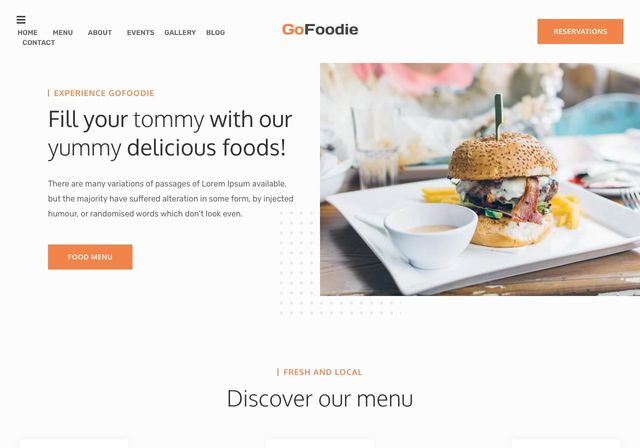 HOME MENU ABOUT EVENTS GALLERY BLOG
CONTACT
GoFoodie
RESERVATIONS
EXPERIENCE GOFOODIE
Fill your tommy with our
yummy delicious foods!
There are many variations of passages of Lorem Ipsum available,
but the majority have suffered alteration in some form, by injected
humour, or randomised words which don't look even.
FOOD MENU
FRESH AND LOCAL
Discover our menu